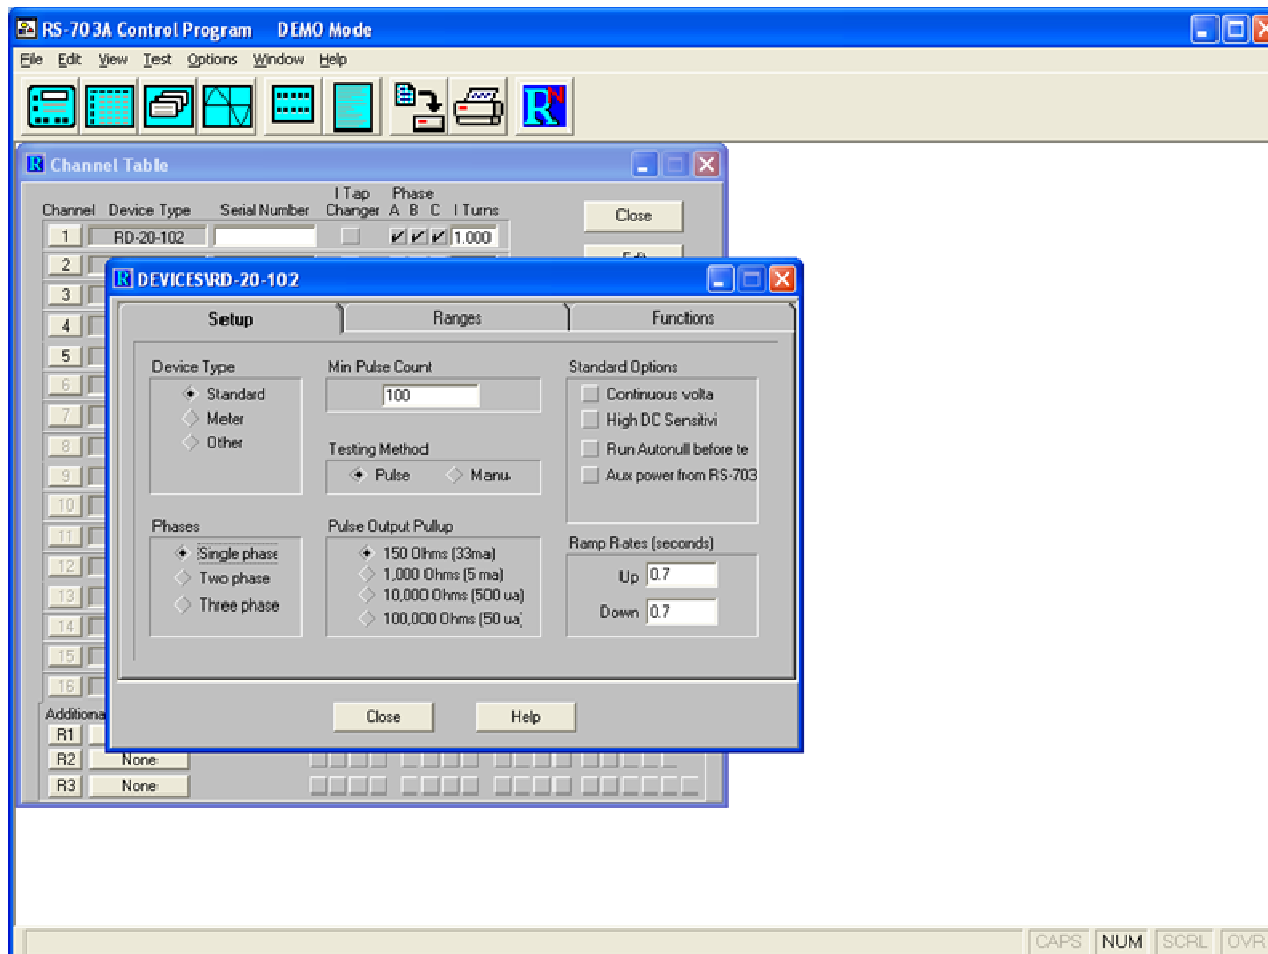 RS-703A Control Program DEMO Mode
File Edit View Test Options Window Help
Channel Table
I Tap Phase
Channel Device Type Serial Number Changer A B C I Turns
Close
1 RD-20-102 1.000
2
3
4
5
6
7
8
9
10
11
12
13
14
15
16
DEVICES\RD-20-102
Setup Ranges Functions
Device Type
Standard
Meter
Other
Min Pulse Count
100
Testing Method
Pulse Manu
Standard Options
Continuous volta
High DC Sensitivi
Run Autonull before te
Aux power from RS-703
Phases
Single phase
Two phase
Three phase
Pulse Output Pullup
150 Ohms (33ma)
1,000 Ohms (5 ma)
10,000 Ohms (500 ua)
100,000 Ohms (50 ua)
Ramp Rates (seconds)
Up 0.7
Down 0.7
Close Help
Additiona
R1
R2 None
R3 None
CAPS NUM SCRL OVR